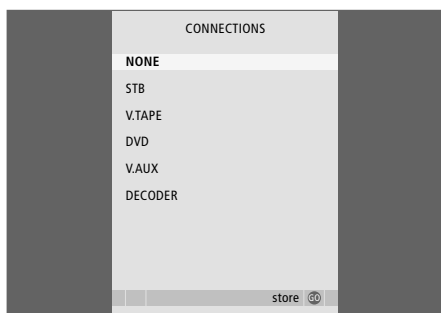 CONNECTIONS
NONE
STB
V.TAPE
DVD
V.AUX
DECODER
store GO